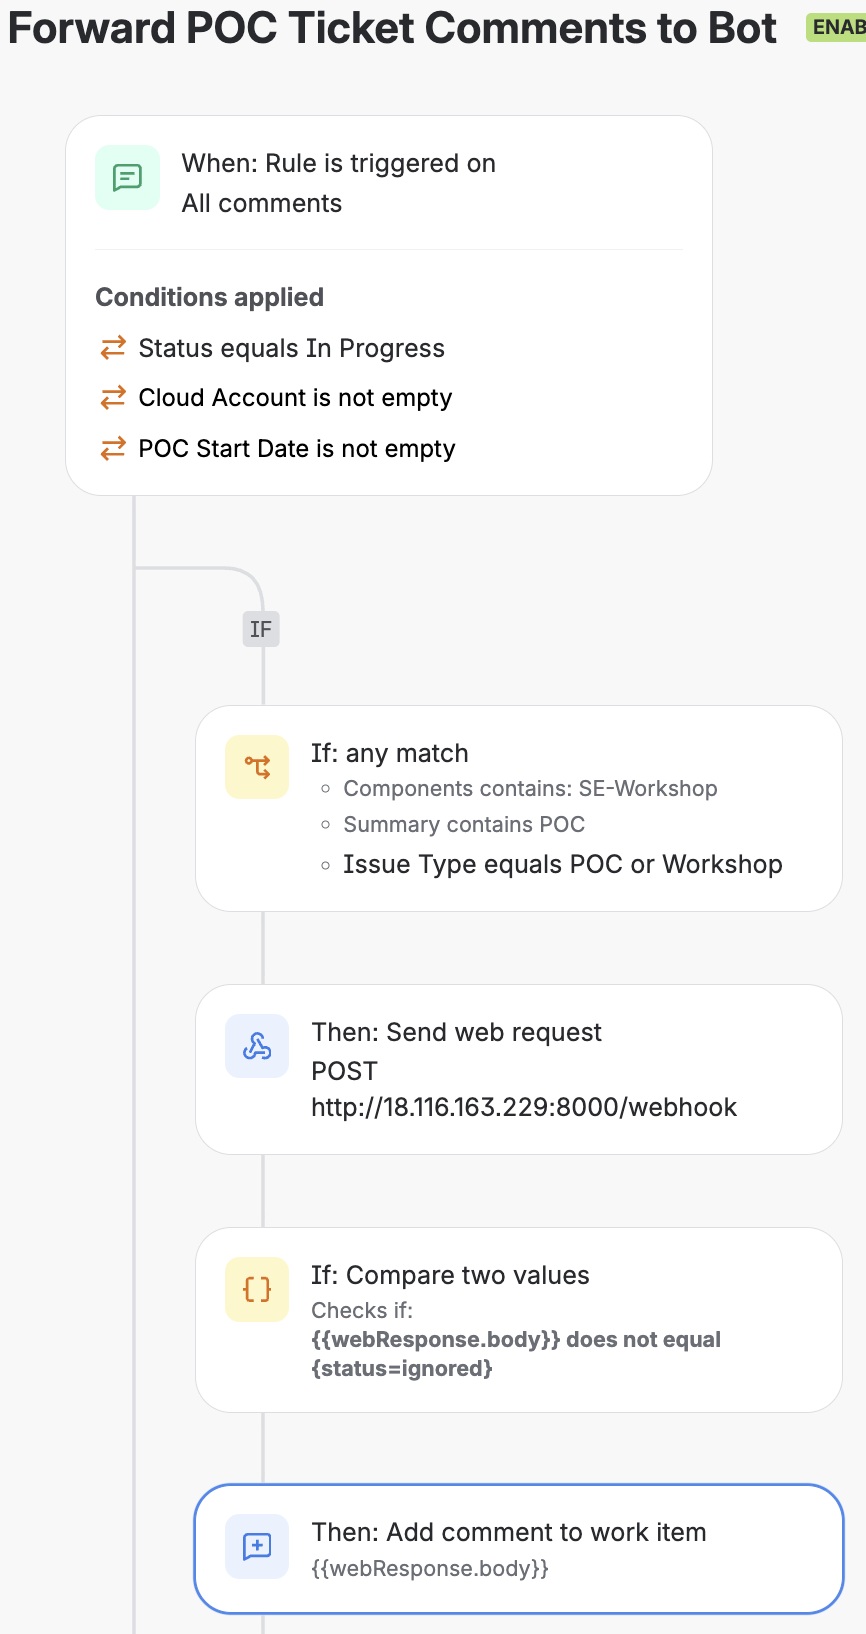 Forward POC Ticket Comments to Bot
ENAB
When: Rule is triggered on
All comments
Conditions applied
Status equals In Progress
Cloud Account is not empty
POC Start Date is not empty
IF
If: any match
Components contains: SE-Workshop
Summary contains POC
Issue Type equals POC or Workshop
Then: Send web request
POST
http://18.116.163.229:8000/webhook
If: Compare two values
Checks if:
{{webResponse.body}} does not equal
{status=ignored}
Then: Add comment to work item
{{webResponse.body}}